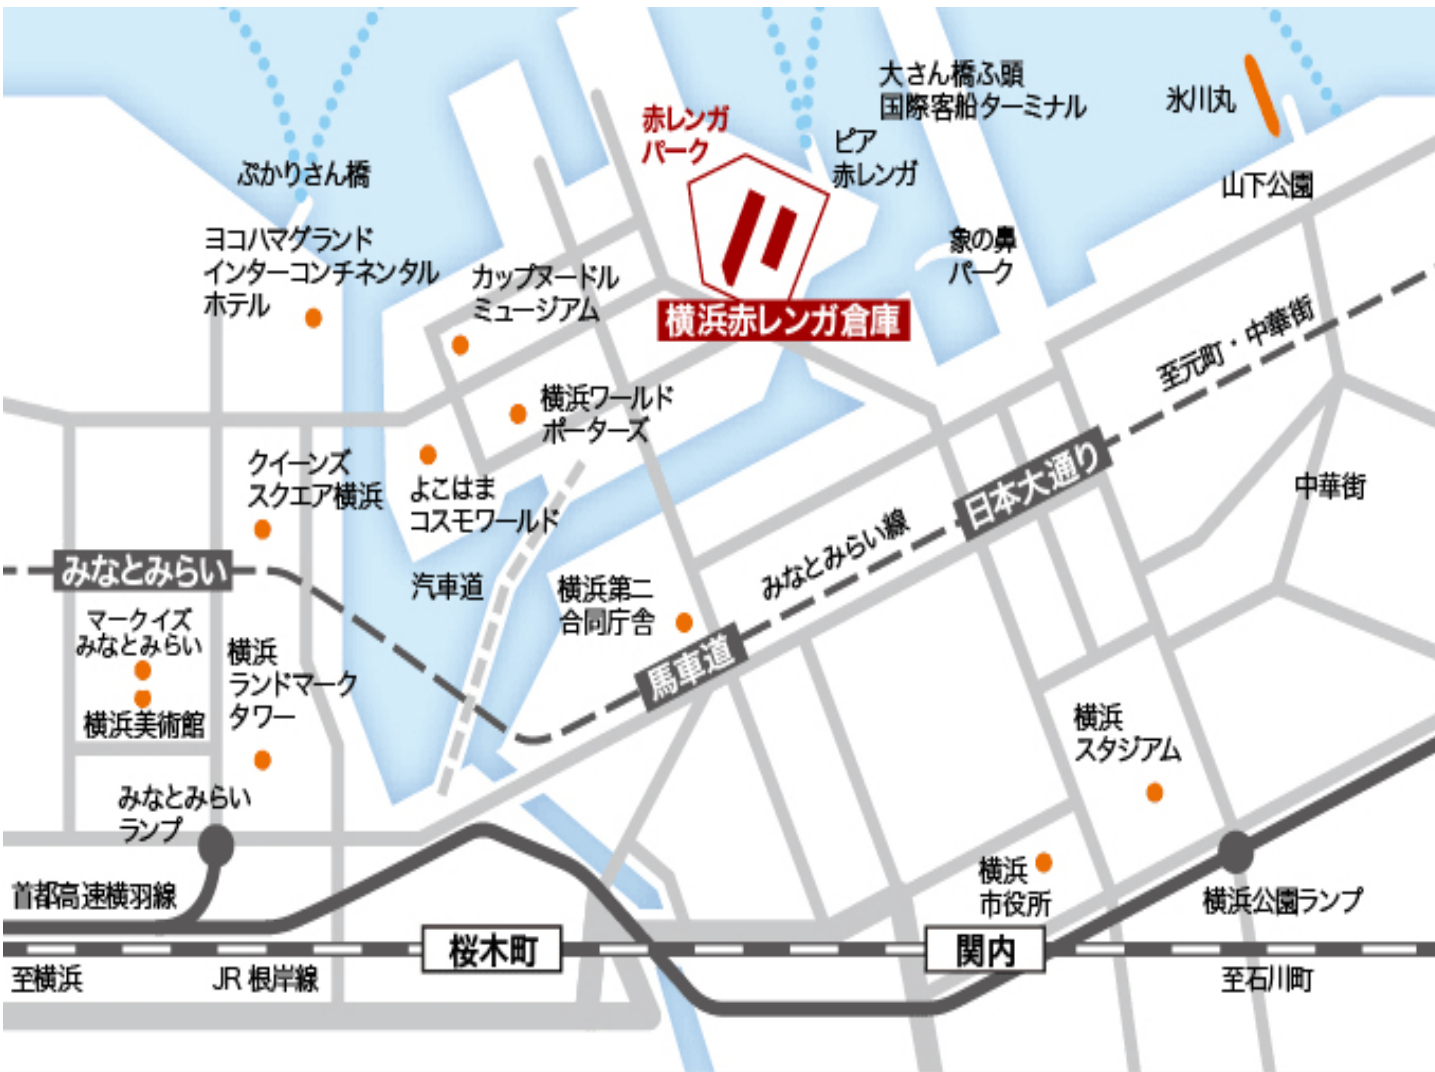 大さん橋ふ頭
国際客船ターミナル
氷川丸
赤レンガ
パーク
ピア
赤レンガ
ぷかりさん橋
山下公園
ヨコハマグランド
インターコンチネンタル
ホテル
カップヌードル
ミュージアム
象の鼻
パーク
横浜赤レンガ倉庫
至元町・中華街
横浜ワールド
ポーターズ
クイーンズ
スクエア横浜
よこはま
コスモワールド
日本大通り
中華街
みなとみらい線
みなとみらい
汽車道
横浜第二
合同庁舎
マークイズ
みなとみらい
横浜
ランドマーク
タワー
馬車道
横浜美術館
横浜
スタジアム
みなとみらい
ランプ
横浜
市役所
首都高速横羽線
横浜公園ランプ
桜木町
関内
至横浜
JR 根岸線
至石川町